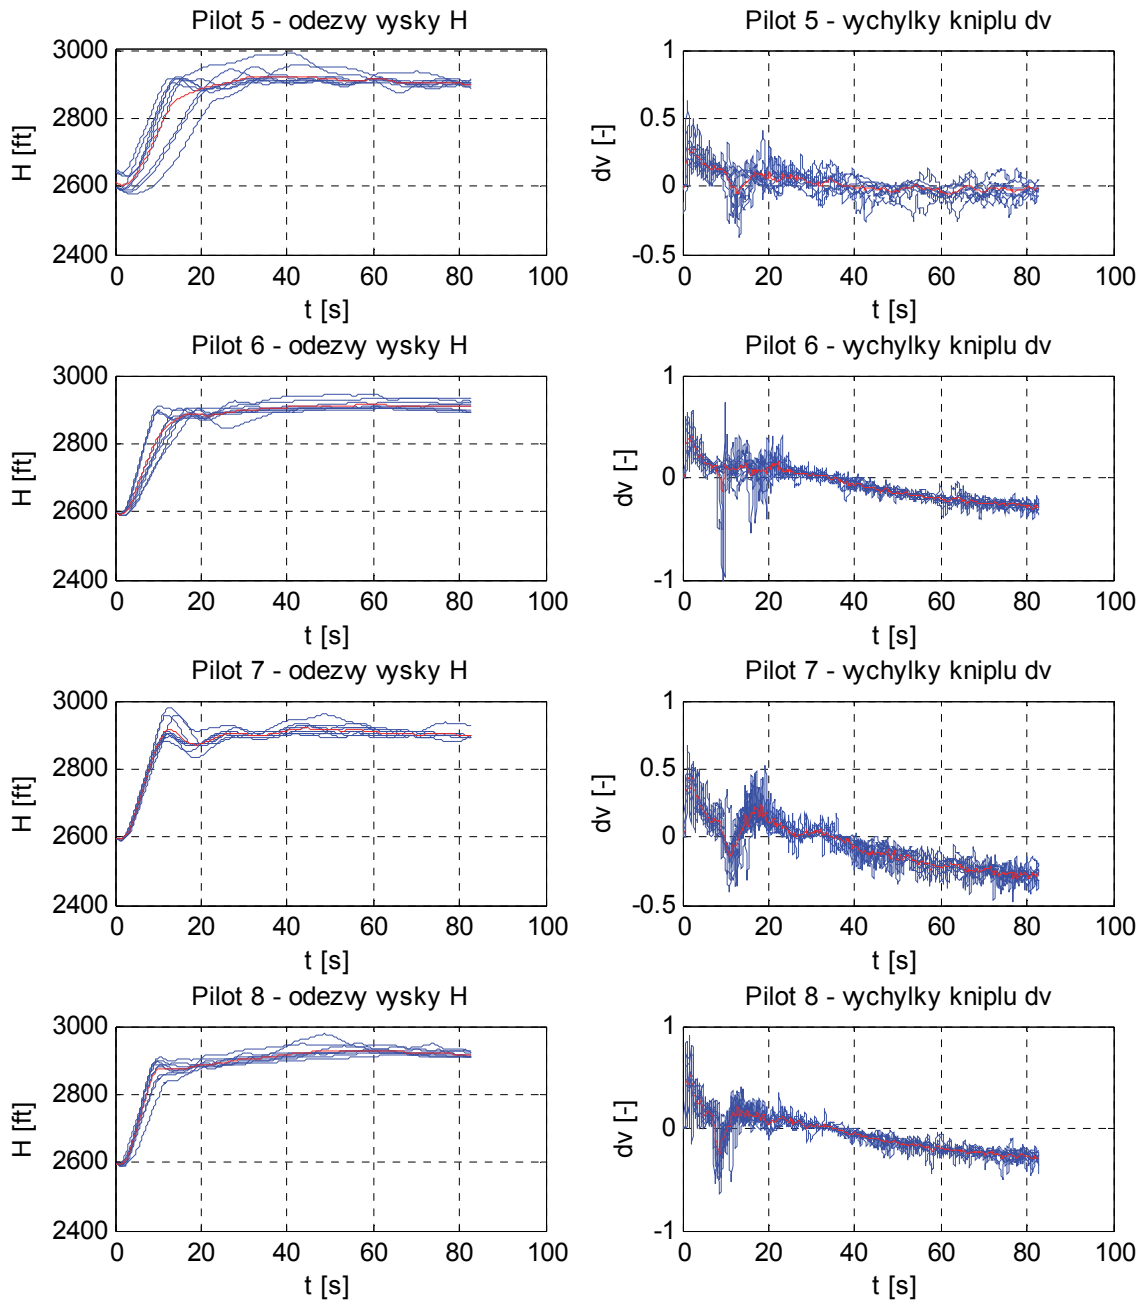 Pilot 5 - odezvy vysky H
Pilot 5 - vychylky kniplu dv
3000
2800
2600
2400
H [ft]
0 20 40 60 80 100
t [s]
1
0.5
0
-0.5
dv [-]
0 20 40 60 80 100
t [s]
Pilot 6 - odezvy vysky H
Pilot 6 - vychylky kniplu dv
3000
2800
2600
2400
H [ft]
0 20 40 60 80 100
t [s]
1
0
-1
dv [-]
0 20 40 60 80 100
t [s]
Pilot 7 - odezvy vysky H
Pilot 7 - vychylky kniplu dv
3000
2800
2600
2400
H [ft]
0 20 40 60 80 100
t [s]
1
0.5
0
-0.5
dv [-]
0 20 40 60 80 100
t [s]
Pilot 8 - odezvy vysky H
Pilot 8 - vychylky kniplu dv
3000
2800
2600
2400
H [ft]
0 20 40 60 80 100
t [s]
1
0
-1
dv [-]
0 20 40 60 80 100
t [s]